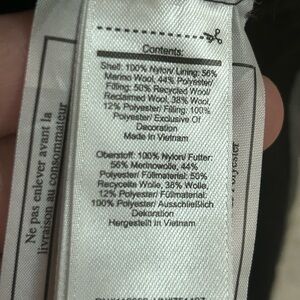 Contents:
Shell: 100% Nylon/ Lining: 56%
Merino Wool, 44% Polyester/
Filling: 50% Recycled Wool/
Reclaimed Wool, 38% Wool,
12% Polyester/ Filling: 100%
Polyester/ Exclusive Of
Decoration
Made in Vietnam
Oberstoff: 100% Nylon/ Futter:
56% Merinowolle, 44%
Polyester/ Füllmaterial: 50%
Recycelte Wolle, 38% Wolle,
12% Polyester/ Füllmaterial:
100% Polyester/ Ausschließlich
Dekoration
Hergestellt in Vietnam
Ne pas enlever avant la
livraison au consommateur
Polyester